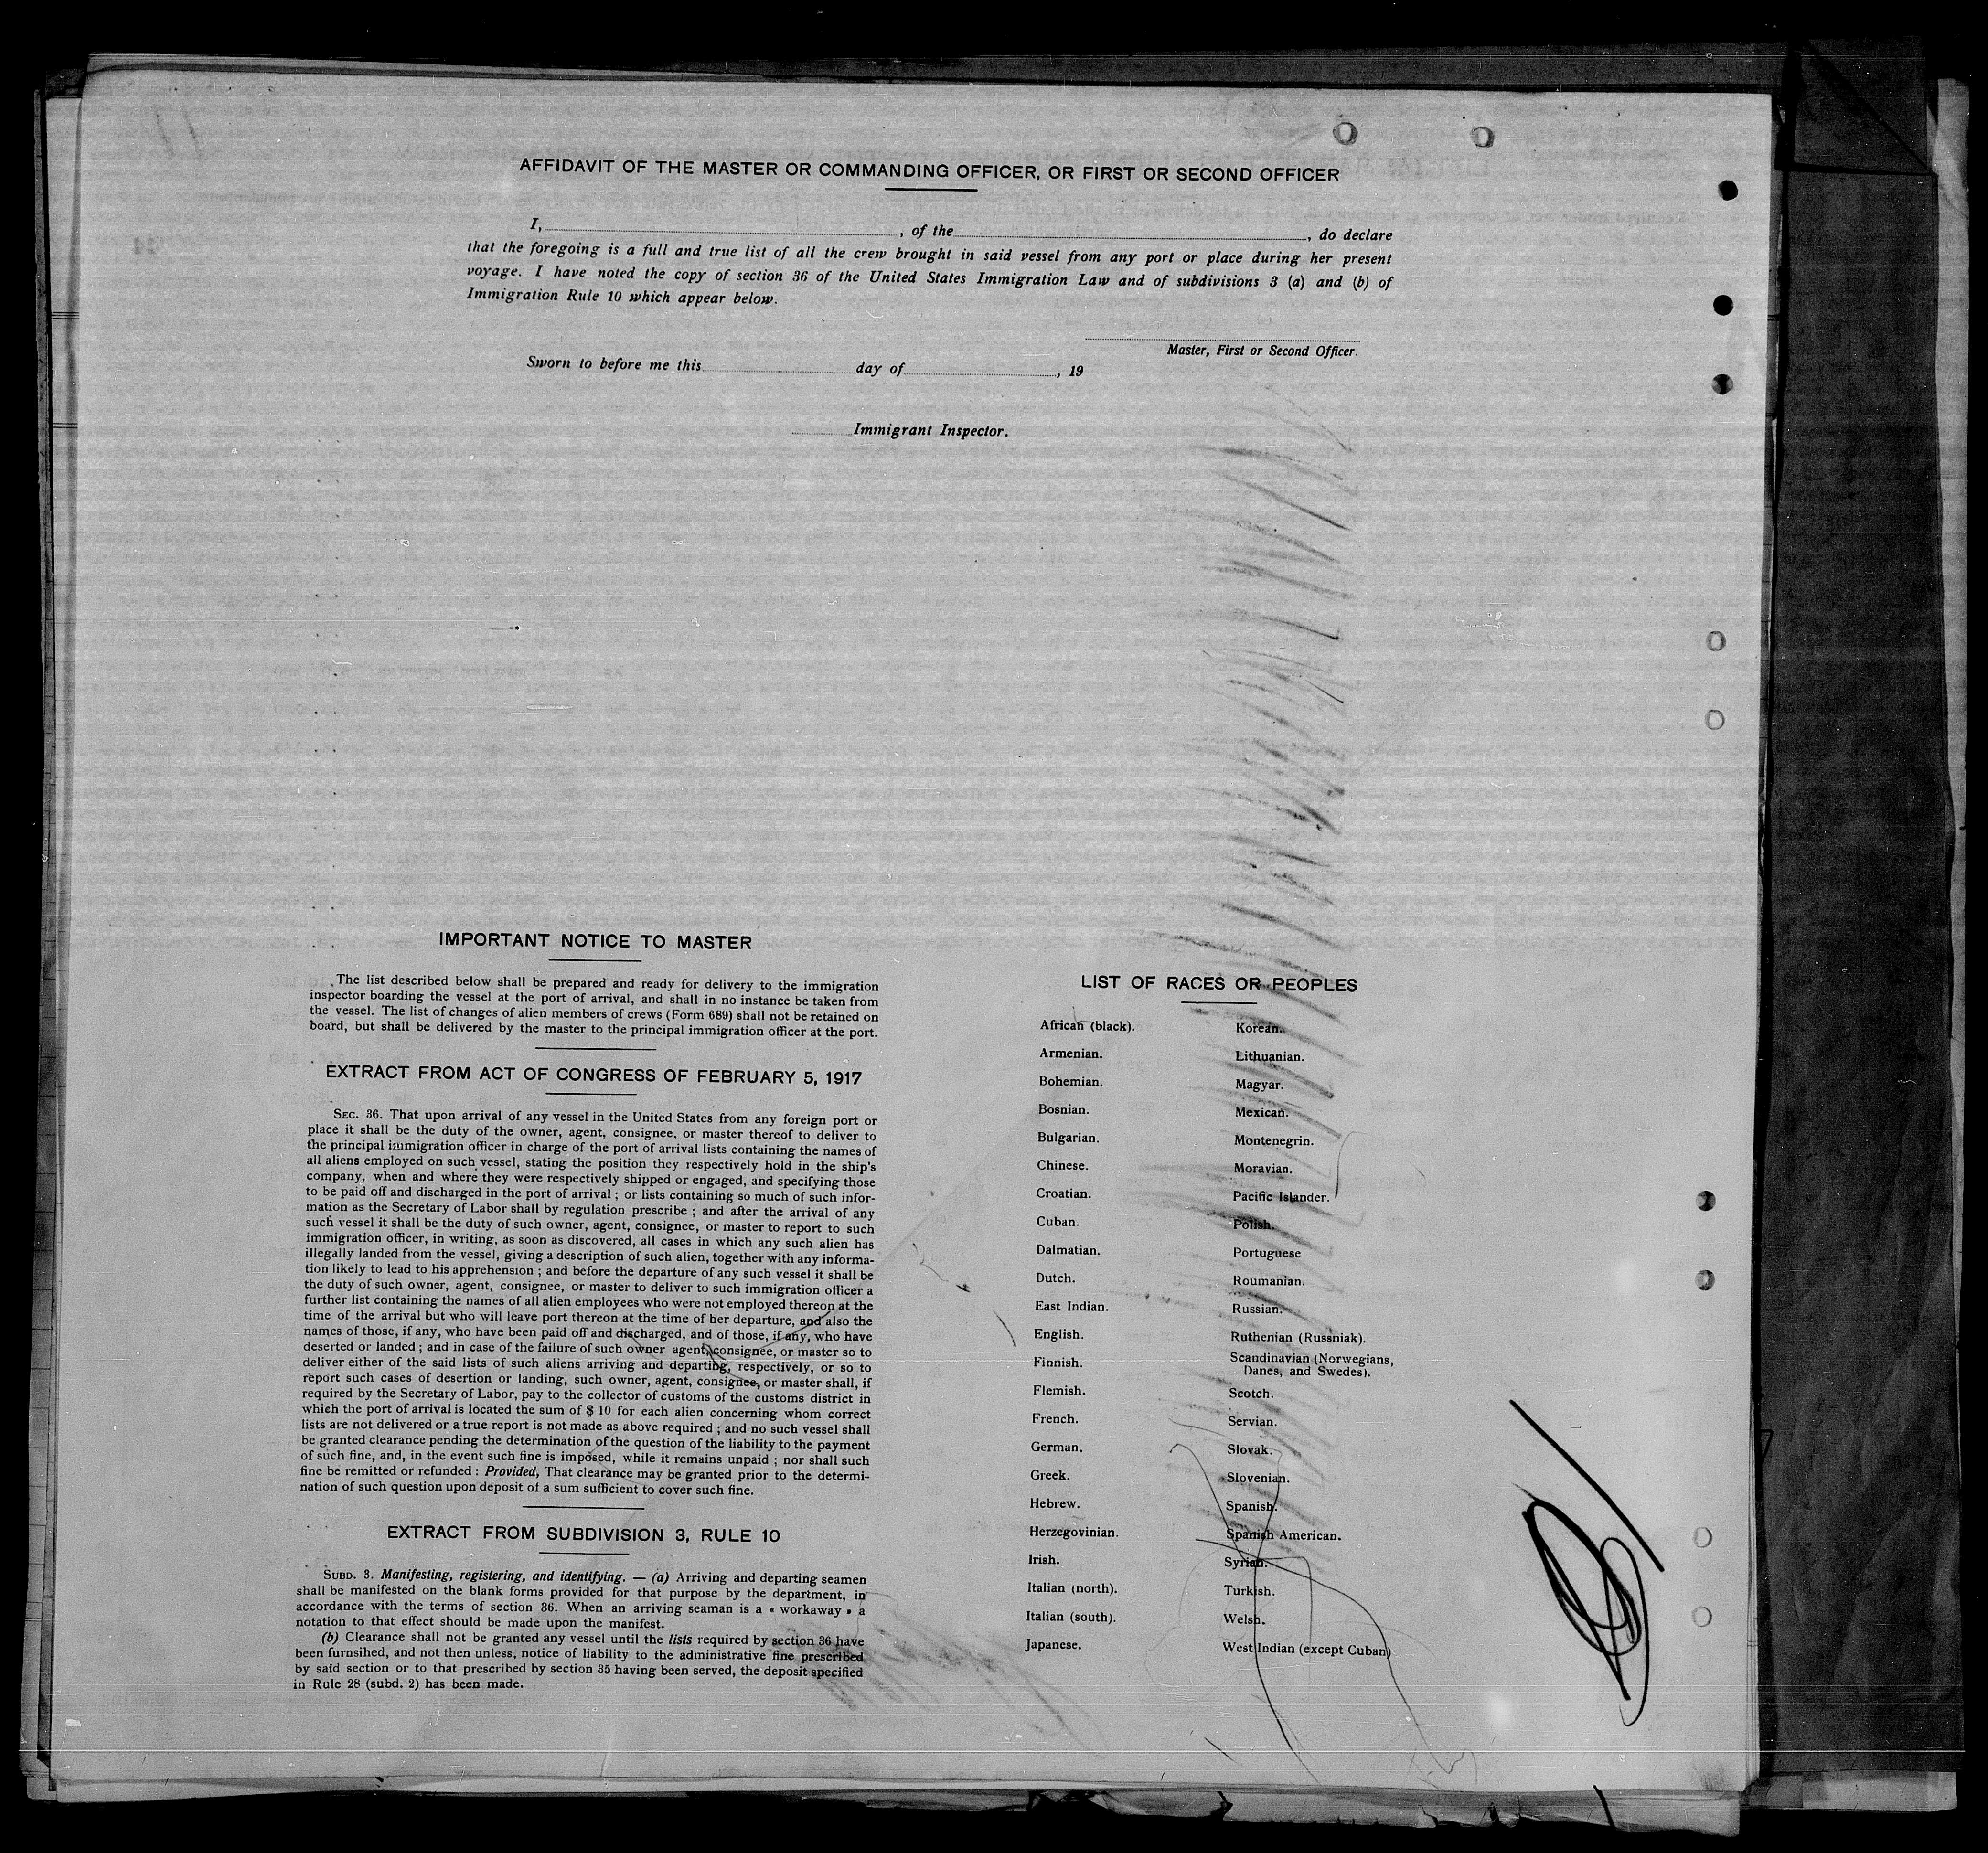 AFFIDAVIT OF THE MASTER OR COMMANDING OFFICER, OR FIRST OR SECOND OFFICER
I, , of the , do declare
that the foregoing is a full and true list of all the crew brought in said vessel from any port or place during her present
voyage. I have noted the copy of section 36 of the United States Immigration Law and of subdivisions 3 (a) and (b) of
Immigration Rule 10 which appear below.
Master, First or Second Officer.
Sworn to before me this day of , 19
Immigrant Inspector.
IMPORTANT NOTICE TO MASTER
The list described below shall be prepared and ready for delivery to the immigration
inspector boarding the vessel at the port of arrival, and shall in no instance be taken from
the vessel. The list of changes of alien members of crews (Form 689) shall not be retained on
board, but shall be delivered by the master to the principal immigration officer at the port.
EXTRACT FROM ACT OF CONGRESS OF FEBRUARY 5, 1917
SEC. 36. That upon arrival of any vessel in the United States from any foreign port or
place it shall be the duty of the owner, agent, consignee, or master thereof to deliver to
the principal immigration officer in charge of the port of arrival lists containing the names of
all aliens employed on such vessel, stating the position they respectively hold in the ship's
company, when and where they were respectively shipped or engaged, and specifying those
to be paid off and discharged in the port of arrival ; or lists containing so much of such infor-
mation as the Secretary of Labor shall by regulation prescribe ; and after the arrival of any
such vessel it shall be the duty of such owner, agent, consignee, or master to report to such
immigration officer, in writing, as soon as discovered, all cases in which any such alien has
illegally landed from the vessel, giving a description of such alien, together with any informa-
tion likely to lead to his apprehension ; and before the departure of any such vessel it shall be
the duty of such owner, agent, consignee, or master to deliver to such immigration officer a
further list containing the names of all alien employees who were not employed thereon at the
time of the arrival but who will leave port thereon at the time of her departure, and also the
names of those, if any, who have been paid off and discharged, and of those, if any, who have
deserted or landed ; and in case of the failure of such owner agent, consignee, or master so to
deliver either of the said lists of such aliens arriving and departing, respectively, or so to
report such cases of desertion or landing, such owner, agent, consignee, or master shall, if
required by the Secretary of Labor, pay to the collector of customs of the customs district in
which the port of arrival is located the sum of $ 10 for each alien concerning whom correct
lists are not delivered or a true report is not made as above required ; and no such vessel shall
be granted clearance pending the determination of the question of the liability to the payment
of such fine, and, in the event such fine is imposed, while it remains unpaid ; nor shall such
fine be remitted or refunded : Provided, That clearance may be granted prior to the determi-
nation of such question upon deposit of a sum sufficient to cover such fine.
EXTRACT FROM SUBDIVISION 3, RULE 10
SUBD. 3. Manifesting, registering, and identifying. — (a) Arriving and departing seamen
shall be manifested on the blank forms provided for that purpose by the department, in
accordance with the terms of section 36. When an arriving seaman is a « workaway » a
notation to that effect should be made upon the manifest.
(b) Clearance shall not be granted any vessel until the lists required by section 36 have
been furnsihed, and not then unless, notice of liability to the administrative fine prescribed
by said section or to that prescribed by section 35 having been served, the deposit specified
in Rule 28 (subd. 2) has been made.
LIST OF RACES OR PEOPLES
African (black).
Armenian.
Bohemian.
Bosnian.
Bulgarian.
Chinese.
Croatian.
Cuban.
Dalmatian.
Dutch.
East Indian.
English.
Finnish.
Flemish.
French.
German.
Greek.
Hebrew.
Herzegovinian.
Irish.
Italian (north).
Italian (south).
Japanese.
Korean.
Lithuanian.
Magyar.
Mexican.
Montenegrin.
Moravian.
Pacific Islander.
Polish.
Portuguese
Roumanian.
Russian.
Ruthenian (Russniak).
Scandinavian (Norwegians,
Danes, and Swedes).
Scotch.
Servian.
Slovak.
Slovenian.
Spanish.
Spanish American.
Syrian.
Turkish.
Welsh.
West Indian (except Cuban)